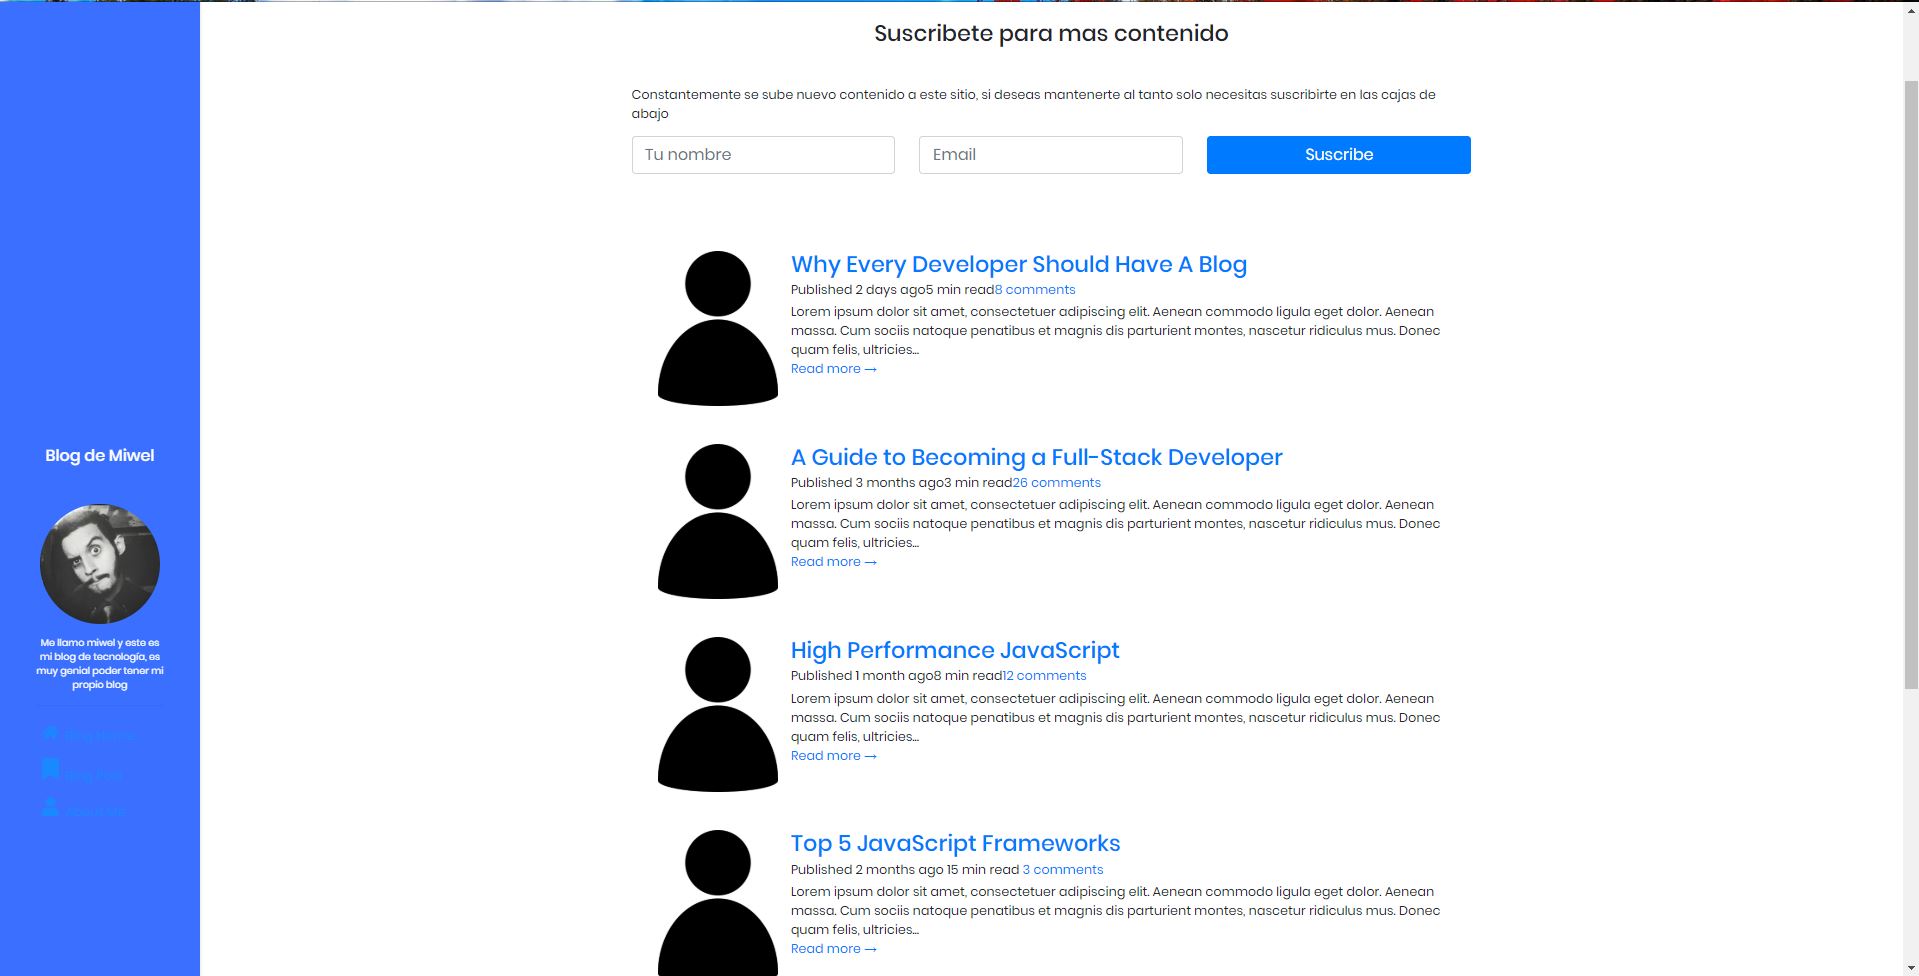 Suscribete para mas contenido
Constantemente se sube nuevo contenido a este sitio, si deseas mantenerte al tanto solo necesitas suscribirte en las cajas de
abajo
Tu nombre
Email
Suscribe
Why Every Developer Should Have A Blog
Published 2 days ago5 min read8 comments
Lorem ipsum dolor sit amet, consectetuer adipiscing elit. Aenean commodo ligula eget dolor. Aenean
massa. Cum sociis natoque penatibus et magnis dis parturient montes, nascetur ridiculus mus. Donec
quam felis, ultricies...
Read more →
A Guide to Becoming a Full-Stack Developer
Published 3 months ago3 min read26 comments
Lorem ipsum dolor sit amet, consectetuer adipiscing elit. Aenean commodo ligula eget dolor. Aenean
massa. Cum sociis natoque penatibus et magnis dis parturient montes, nascetur ridiculus mus. Donec
quam felis, ultricies...
Read more →
High Performance JavaScript
Published 1 month ago8 min read12 comments
Lorem ipsum dolor sit amet, consectetuer adipiscing elit. Aenean commodo ligula eget dolor. Aenean
massa. Cum sociis natoque penatibus et magnis dis parturient montes, nascetur ridiculus mus. Donec
quam felis, ultricies...
Read more →
Top 5 JavaScript Frameworks
Published 2 months ago 15 min read 3 comments
Lorem ipsum dolor sit amet, consectetuer adipiscing elit. Aenean commodo ligula eget dolor. Aenean
massa. Cum sociis natoque penatibus et magnis dis parturient montes, nascetur ridiculus mus. Donec
quam felis, ultricies...
Read more →
Blog de Miwel
Me llamo miwel y este es
mi blog de tecnología, es
muy genial poder tener mi
propio blog
Blog Home
Blog Post
About Me